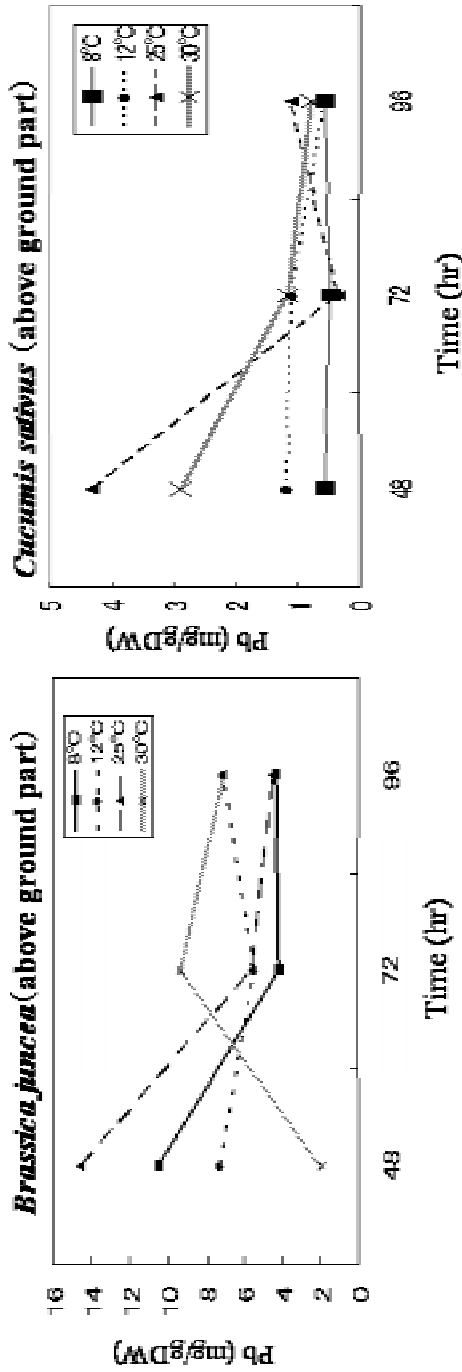 Brassica juncea (above ground part)
Pb (mg/gDW)
16
14
12
10
8
6
4
2
0
8°C
12°C
25°C
30°C
48
72
96
Time (hr)
Cucumis sativus (above ground part)
Pb (mg/gDW)
5
4
3
2
1
0
8°C
12°C
25°C
30°C
48
72
96
Time (hr)